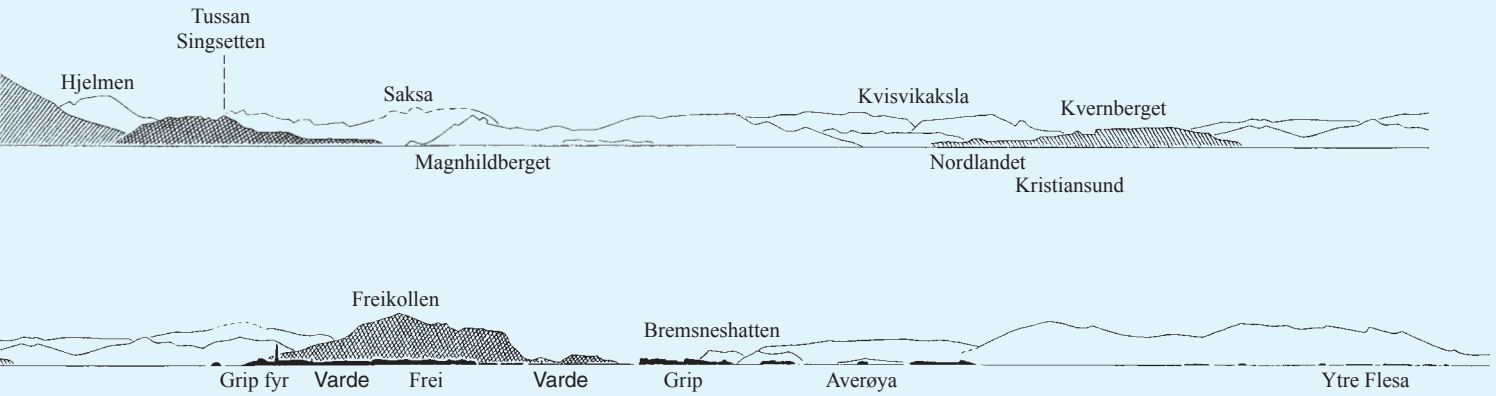 Tussan
Singsetten
Hjelmen
Saksa
Kvisvikaksla
Kvernberget
Magnhildberget
Nordlandet
Kristiansund
Freikollen
Bremsneshatten
Grip fyr
Varde
Frei
Varde
Grip
Averøya
Ytre Flesa